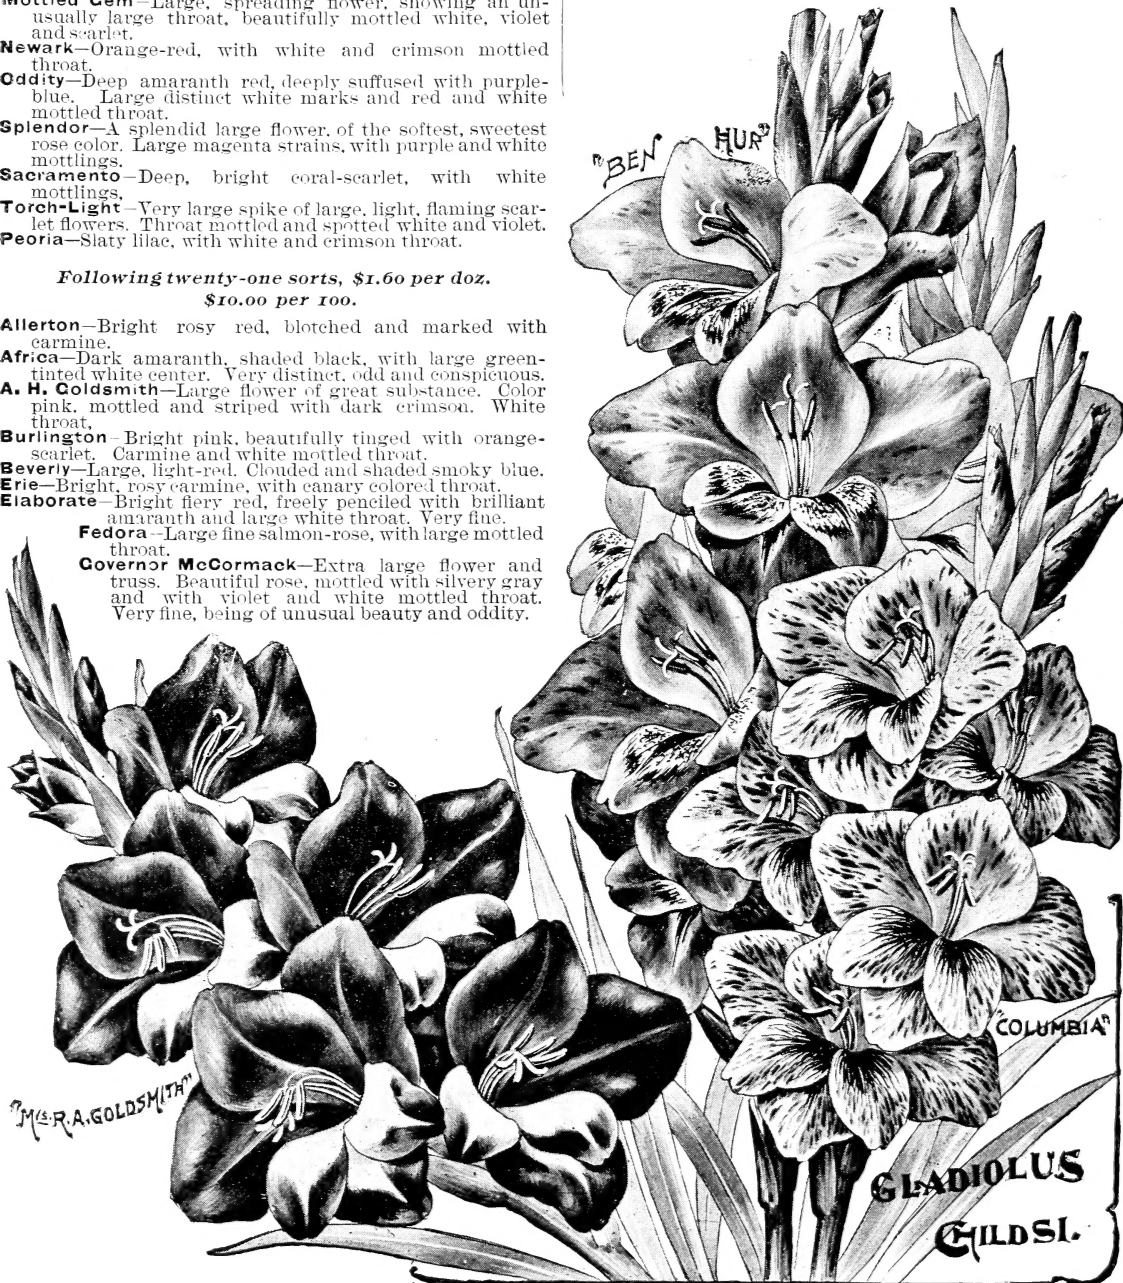 Mottled Gem—Large, spreading flower, showing an un-
usually large throat, beautifully mottled white, violet
and scarlet.
Newark—Orange-red, with white and crimson mottled
throat.
Oddity—Deep amaranth red, deeply suffused with purple-
blue. Large distinct white marks and red and white
mottled throat.
Splendor—A splendid large flower, of the softest, sweetest
rose color. Large magenta strains, with purple and white
mottlings.
Sacramento—Deep, bright coral-scarlet, with white
mottlings,
Torch-Light—Very large spike of large, light, flaming scar-
let flowers. Throat mottled and spotted white and violet.
Peoria—Slaty lilac, with white and crimson throat.
Following twenty-one sorts, $1.60 per doz.
$10.00 per 100.
Allerton—Bright rosy red, blotched and marked with
carmine.
Africa—Dark amaranth, shaded black, with large green-
tinted white center. Very distinct, odd and conspicuous.
A. H. Goldsmith—Large flower of great substance. Color
pink, mottled and striped with dark crimson. White
throat,
Burlington—Bright pink, beautifully tinged with orange-
scarlet. Carmine and white mottled throat.
Beverly—Large, light-red. Clouded and shaded smoky blue.
Erie—Bright, rosy carmine, with canary colored throat.
Elaborate—Bright fiery red, freely penciled with brilliant
amaranth and large white throat. Very fine.
Fedora—Large fine salmon-rose, with large mottled
throat.
Governor McCormack—Extra large flower and
truss. Beautiful rose, mottled with silvery gray
and with violet and white mottled throat.
Very fine, being of unusual beauty and oddity.
"BEN HUR"
"COLUMBIA"
"Mrs. R. A. GOLDSMITH"
GLADIOLUS
CHILDSI.